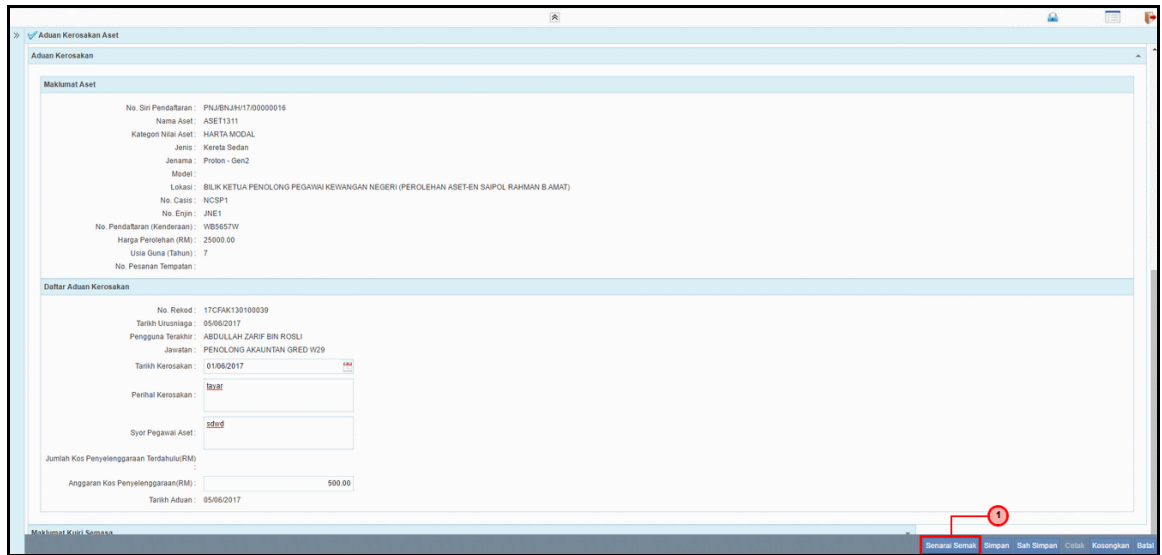 Aduan Kerosakan Aset
Aduan Kerosakan
Maklumat Aset
No. Siri Pendaftaran : PNJ/BNJ/H/17/00000016
Nama Aset : ASET1311
Kategori Nilai Aset : HARTA MODAL
Jenis : Kereta Sedan
Jenama : Proton - Gen2
Model :
Lokasi : BILIK KETUA PENOLONG PEGAWAI KEWANGAN NEGERI (PEROLEHAN ASET-EN SAIPOL RAHMAN B.AMAT)
No. Casis : NCSP1
No. Enjin : JNE1
No. Pendaftaran (Kenderaan) : WB5657W
Harga Perolehan (RM) : 25000.00
Usia Guna (Tahun) : 7
No. Pesanan Tempatan :
Daftar Aduan Kerosakan
No. Rekod : 17CFAK130100039
Tarikh Urusniaga : 05/06/2017
Pengguna Terakhir : ABDULLAH ZARIF BIN ROSLI
Jawatan : PENOLONG AKAUNTAN GRED W29
Tarikh Kerosakan : 01/06/2017
Perihal Kerosakan : tayar
Syor Pegawai Aset : sdwd
Jumlah Kos Penyelenggaraan Terdahulu(RM) :
Anggaran Kos Penyelenggaraan(RM) : 500.00
Tarikh Aduan : 05/06/2017
1
Maklumat Kuiri Semasa
Senarai Semak Simpan Sah Simpan Cetak Kosongkan Batal